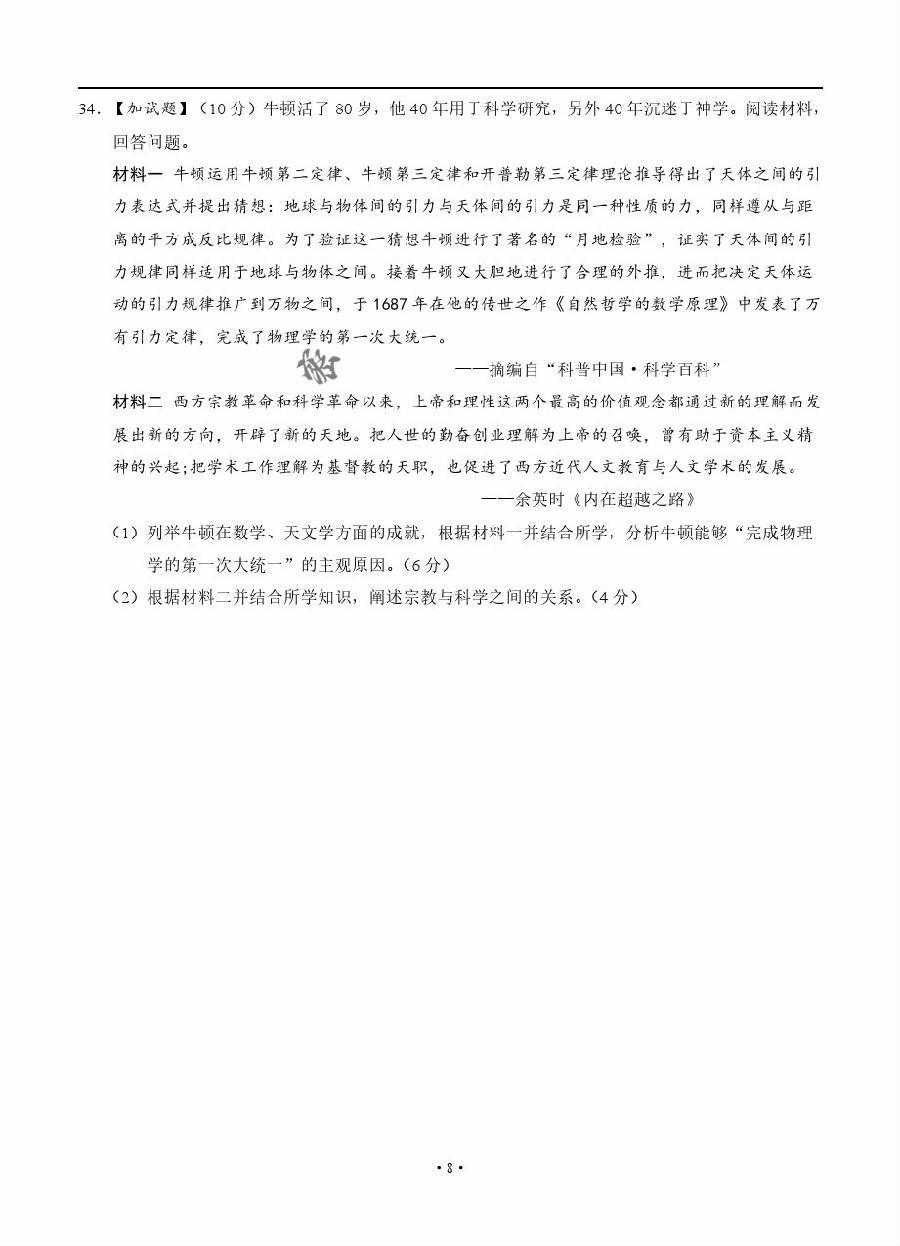 34．【加试题】（10 分）牛顿活了 80 岁，他 40 年用于科学研究，另外 40 年沉迷于神学。阅读材料，
回答问题。
材料一 牛顿运用牛顿第二定律、牛顿第三定律和开普勒第三定律理论推导得出了天体之间的引
力表达式并提出猜想：地球与物体间的引力与天体间的引力是同一种性质的力，同样遵从与距
离的平方成反比规律。为了验证这一猜想牛顿进行了著名的“月地检验”，证实了天体间的引
力规律同样适用于地球与物体之间。接着牛顿又大胆地进行了合理的外推，进而把决定天体运
动的引力规律推广到万物之间，于 1687 年在他的传世之作《自然哲学的数学原理》中发表了万
有引力定律，完成了物理学的第一次大统一。
——摘编自“科普中国·科学百科”
材料二 西方宗教革命和科学革命以来，上帝和理性这两个最高的价值观念都通过新的理解而发
展出新的方向，开辟了新的天地。把人世的勤奋创业理解为上帝的召唤，曾有助于资本主义精
神的兴起;把学术工作理解为基督教的天职，也促进了西方近代人文教育与人文学术的发展。
——余英时《内在超越之路》
（1）列举牛顿在数学、天文学方面的成就，根据材料一并结合所学，分析牛顿能够“完成物理
学的第一次大统一”的主观原因。（6 分）
（2）根据材料二并结合所学知识，阐述宗教与科学之间的关系。（4 分）
·8·